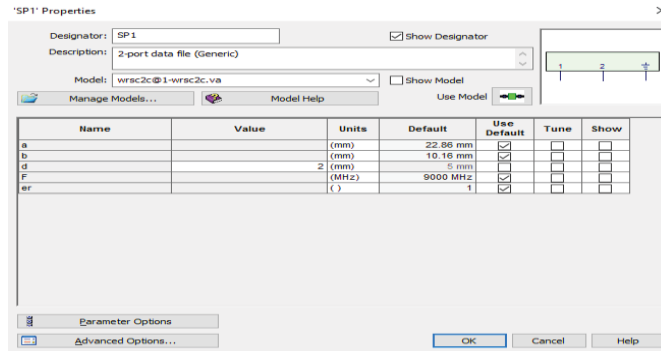 'SP1' Properties
Designator: SP1 Show Designator
Description: 2-port data file (Generic)
1 2
Model: wrsc2c@1-wrsc2c.va Show Model
Manage Models... Model Help Use Model
Name Value Units Default Use Default Tune Show
a (mm) 22.86 mm
b (mm) 10.16 mm
d 2 (mm) 5 mm
F (MHz) 9000 MHz
er ( ) 1
Parameter Options
Advanced Options... OK Cancel Help